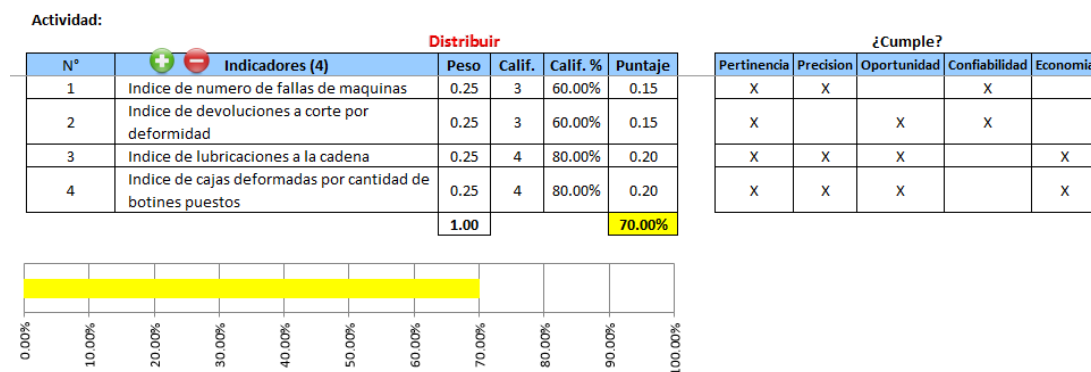 Actividad:
Distribuir
¿Cumple?
N° Indicadores (4) Peso Calif. Calif. % Puntaje Pertinencia Precision Oportunidad Confiabilidad Economia
1 Indice de numero de fallas de maquinas 0.25 3 60.00% 0.15 X X X
2 Indice de devoluciones a corte por
deformidad 0.25 3 60.00% 0.15 X X X
3 Indice de lubricaciones a la cadena 0.25 4 80.00% 0.20 X X X X
4 Indice de cajas deformadas por cantidad de
botines puestos 0.25 4 80.00% 0.20 X X X X
1.00 70.00%
0.00% 10.00% 20.00% 30.00% 40.00% 50.00% 60.00% 70.00% 80.00% 90.00% 100.00%